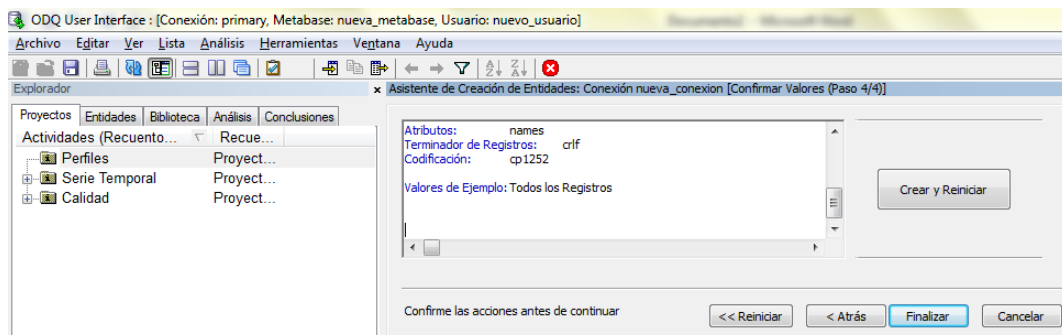 ODQ User Interface : [Conexión: primary, Metabase: nueva_metabase, Usuario: nuevo_usuario]
Archivo Editar Ver Lista Análisis Herramientas Ventana Ayuda
Explorador
x Asistente de Creación de Entidades: Conexión nueva_conexion [Confirmar Valores (Paso 4/4)]
Proyectos Entidades Biblioteca Análisis Conclusiones
Actividades (Recuento... Recue...
Perfiles Proyect...
Serie Temporal Proyect...
Calidad Proyect...
Atributos: names
Terminador de Registros: crlf
Codificación: cp1252
Valores de Ejemplo: Todos los Registros
Crear y Reiniciar
Confirme las acciones antes de continuar
<< Reiniciar < Atrás Finalizar Cancelar